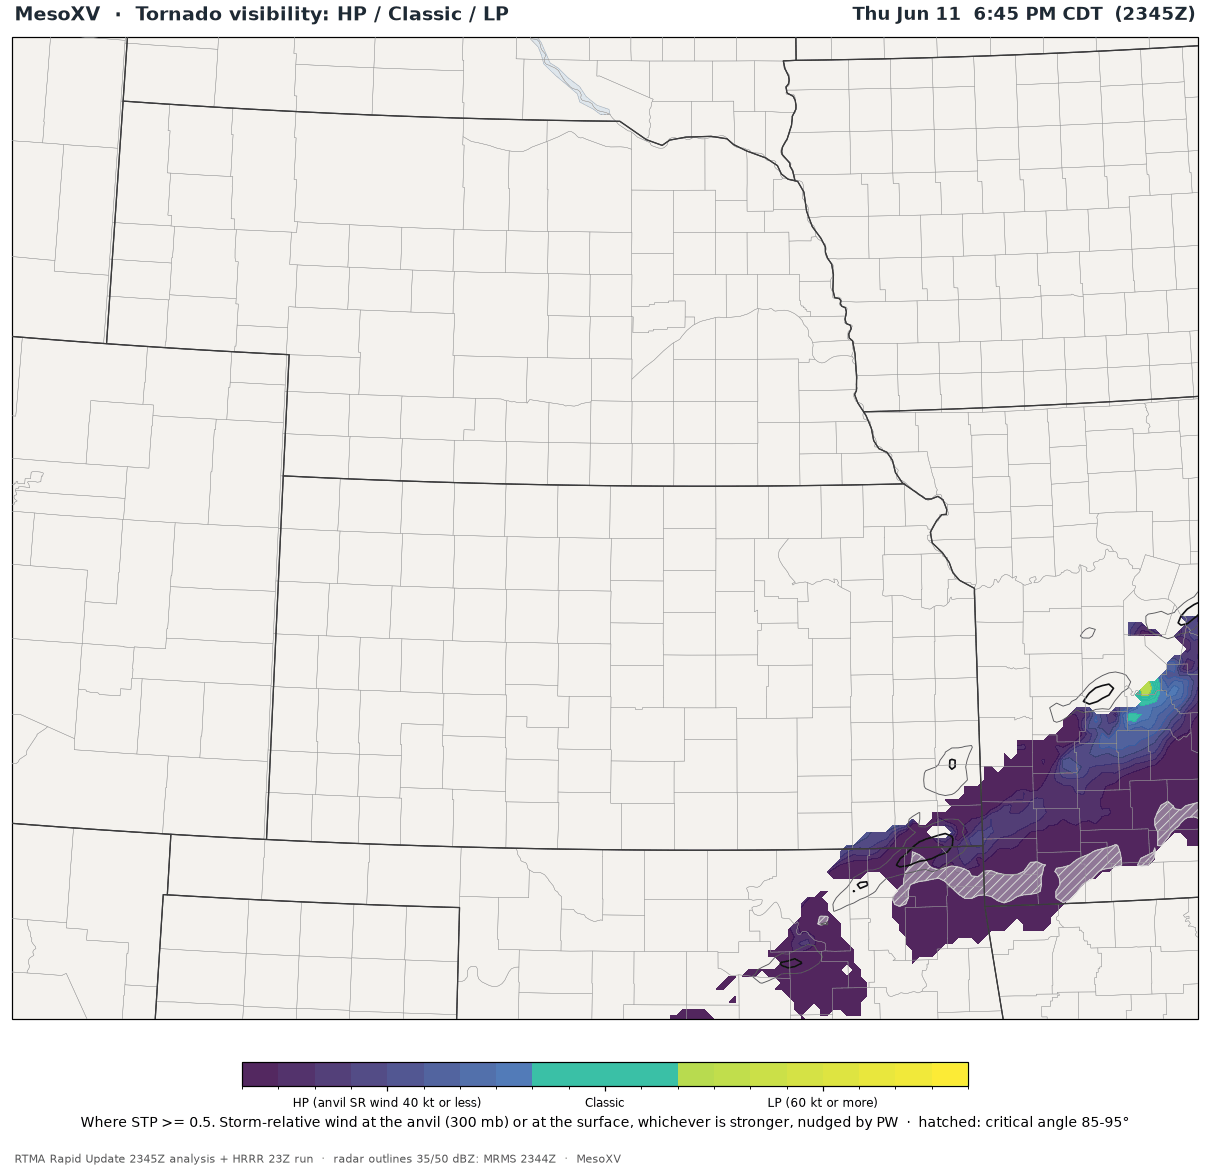 MesoXV · Tornado visibility: HP / Classic / LP
Thu Jun 11 6:45 PM CDT (2345Z)
HP (anvil SR wind 40 kt or less)
Classic
LP (60 kt or more)
Where STP >= 0.5. Storm-relative wind at the anvil (300 mb) or at the surface, whichever is stronger, nudged by PW · hatched: critical angle 85-95°
RTMA Rapid Update 2345Z analysis + HRRR 23Z run · radar outlines 35/50 dBZ: MRMS 2344Z · MesoXV